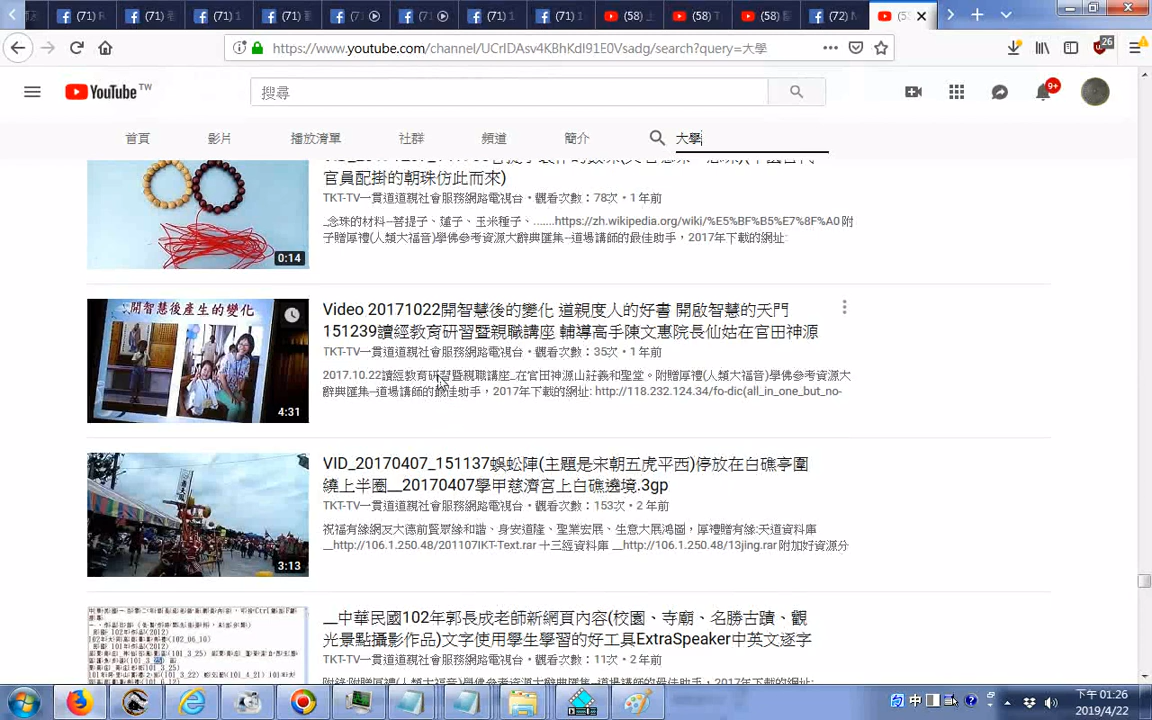 (71) R
(71)
(71) 1
(71)
(71)
(71)
(71) 1
(71) 1
(58)
(58) T
(58)
(72) M
https://www.youtube.com/channel/UCrIDAsv4KBhKdI91E0Vsadg/search?query=大學
26
YouTube TW
搜尋
9+
首頁
影片
播放清單
社群
頻道
簡介
大學
官員配掛的朝珠仿此而來)
TKT-TV一貫道道親社會服務網路電視台・觀看次數：78次・1 年前
_念珠的材料--菩提子、蓮子、玉米種子、.......https://zh.wikipedia.org/wiki/%E5%BF%B5%E7%8F%A0 附
子贈厚禮(人類大福音)學佛參考資源大辭典匯集--道場講師的最佳助手，2017年下載的網址:
0:14
開智慧後產生的變化
4:31
Video 20171022開智慧後的變化 道親度人的好書 開啟智慧的天門
151239讀經教育研習暨親職講座 輔導高手陳文惠院長仙姑在官田神源
TKT-TV一貫道道親社會服務網路電視台・觀看次數：35次・1 年前
2017.10.22讀經教育研習暨親職講座_在官田神源山莊義和聖堂。附贈厚禮(人類大福音)學佛參考資源大
辭典匯集--道場講師的最佳助手，2017年下載的網址: http://118.232.124.34/fo-dic(all_in_one_but_no-
3:13
VID_20170407_151137蜈蚣陣(主題是宋朝五虎平西)停放在白礁亭圍
繞上半圈__20170407學甲慈濟宮上白礁遶境.3gp
TKT-TV一貫道道親社會服務網路電視台・觀看次數：153次・2 年前
祝福有緣網友大德前賢眾緣和諧、身安道隆、聖業宏展、生意大展鴻圖，厚禮贈有緣:天道資料庫
__http://106.1.250.48/201107IKT-Text.rar 十三經資料庫 __http://106.1.250.48/13jing.rar 附加好資源分
__中華民國102年郭長成老師新網頁內容(校園、寺廟、名勝古蹟、觀
光景點攝影作品)文字使用學生學習的好工具ExtraSpeaker中英文逐字
TKT-TV一貫道道親社會服務網路電視台・觀看次數：11次・2 年前
中
下午 01:26
2019/4/22